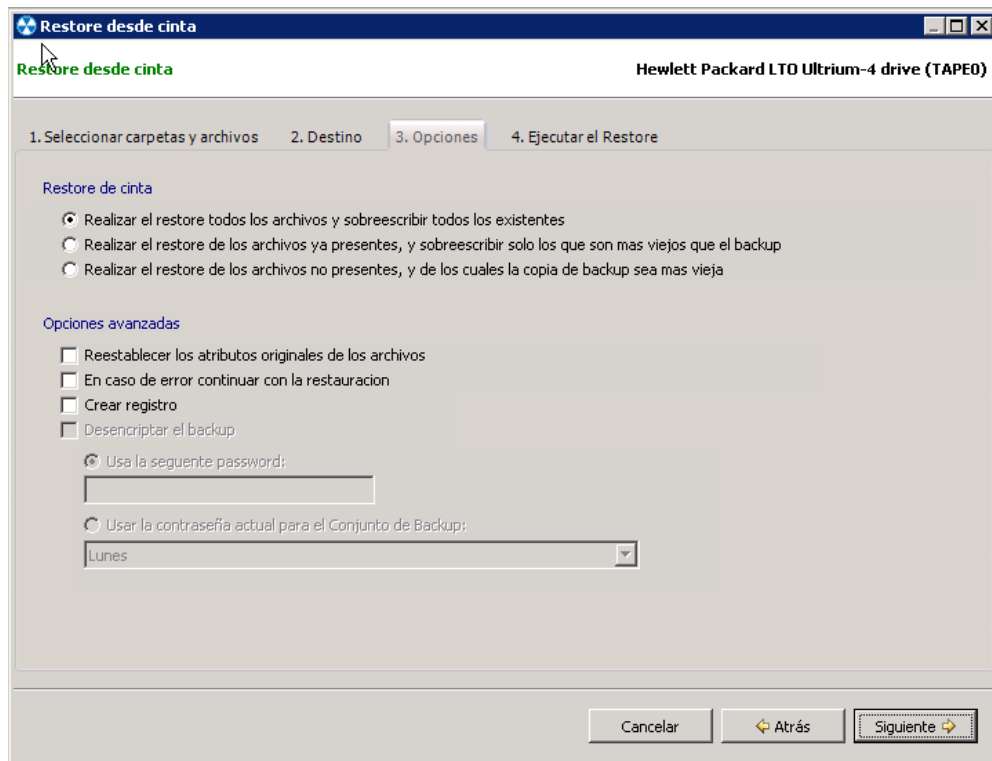 Restore desde cinta
Restore desde cinta
Hewlett Packard LTO Ultrium-4 drive (TAPE0)
1. Seleccionar carpetas y archivos
2. Destino
3. Opciones
4. Ejecutar el Restore
Restore de cinta
Realizar el restore todos los archivos y sobreescribir todos los existentes
Realizar el restore de los archivos ya presentes, y sobreescribir solo los que son mas viejos que el backup
Realizar el restore de los archivos no presentes, y de los cuales la copia de backup sea mas vieja
Opciones avanzadas
Reestablecer los atributos originales de los archivos
En caso de error continuar con la restauracion
Crear registro
Desencriptar el backup
Usa la seguente password:
Usar la contraseña actual para el Conjunto de Backup:
Lunes
Cancelar
Atrás
Siguiente